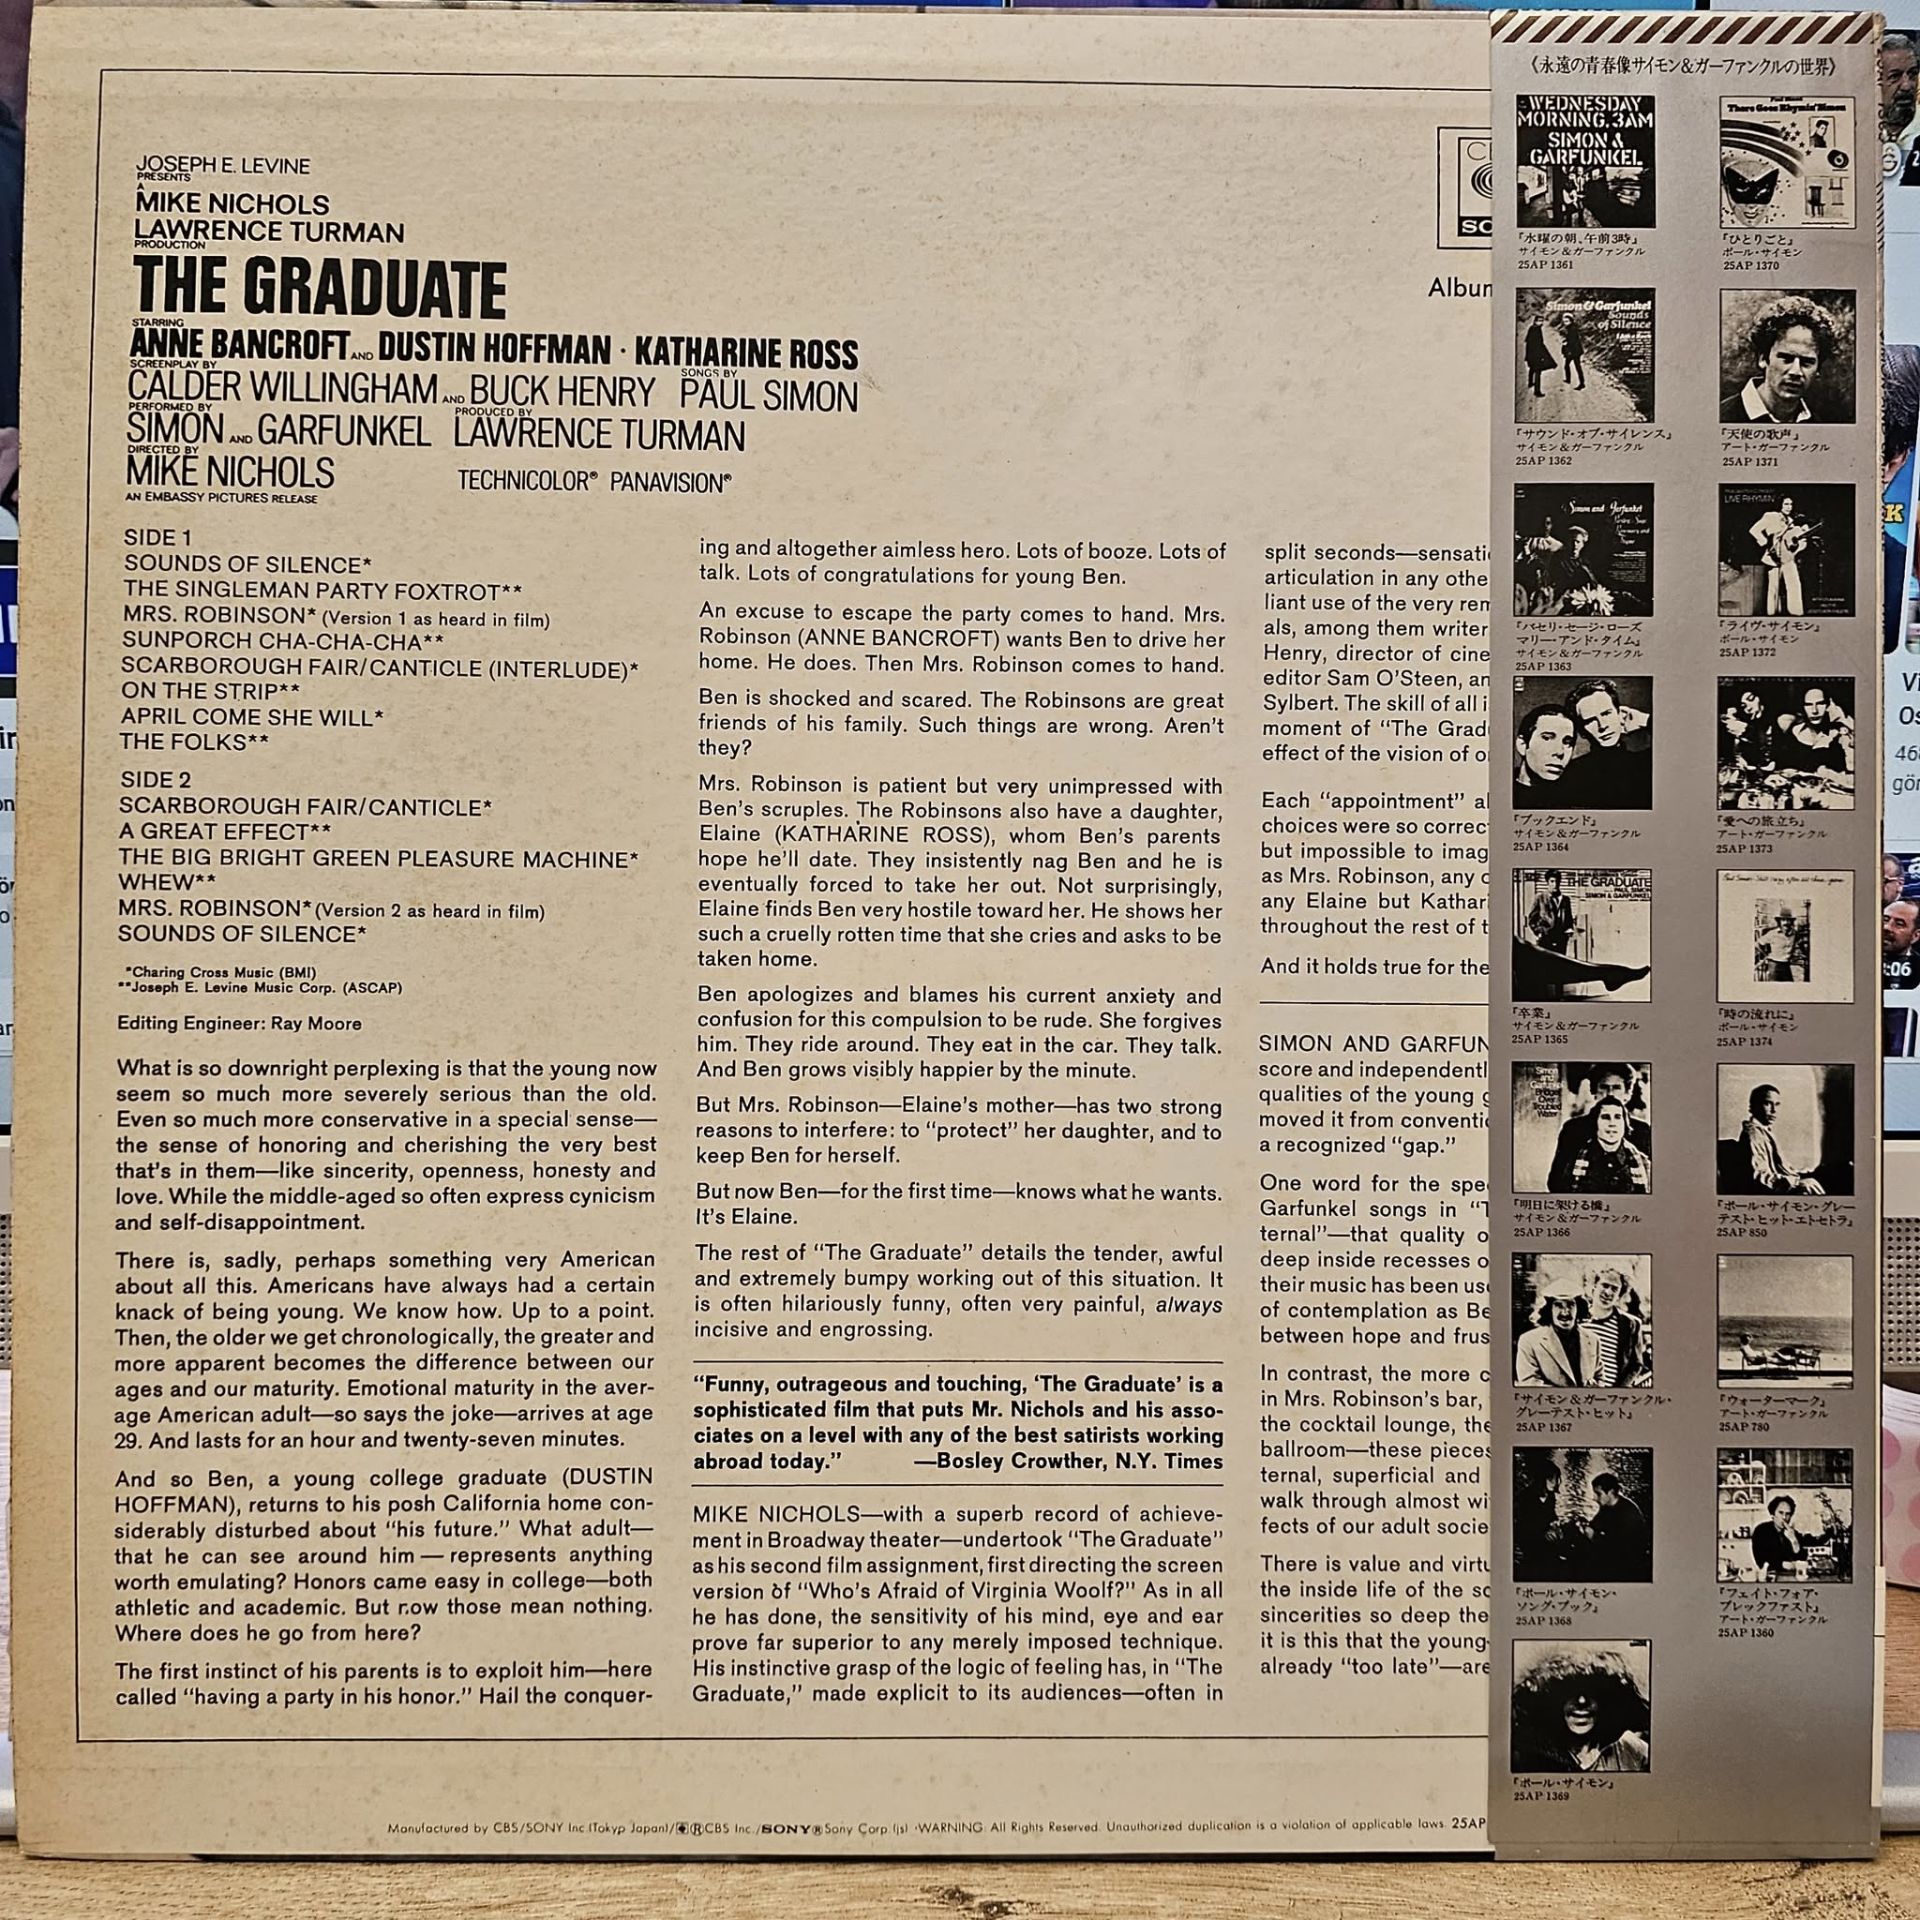 JOSEPH E. LEVINE
PRESENTS
A
MIKE NICHOLS
LAWRENCE TURMAN
PRODUCTION
THE GRADUATE
STARRING
ANNE BANCROFT AND DUSTIN HOFFMAN · KATHARINE ROSS
SCREENPLAY BY SONGS BY
CALDER WILLINGHAM AND BUCK HENRY PAUL SIMON
PERFORMED BY PRODUCED BY
SIMON AND GARFUNKEL LAWRENCE TURMAN
DIRECTED BY
MIKE NICHOLS TECHNICOLOR® PANAVISION®
AN EMBASSY PICTURES RELEASE
SIDE 1
SOUNDS OF SILENCE*
THE SINGLEMAN PARTY FOXTROT**
MRS. ROBINSON* (Version 1 as heard in film)
SUNPORCH CHA-CHA-CHA**
SCARBOROUGH FAIR/CANTICLE (INTERLUDE)*
ON THE STRIP**
APRIL COME SHE WILL*
THE FOLKS**
SIDE 2
SCARBOROUGH FAIR/CANTICLE*
A GREAT EFFECT**
THE BIG BRIGHT GREEN PLEASURE MACHINE*
WHEW**
MRS. ROBINSON* (Version 2 as heard in film)
SOUNDS OF SILENCE*
*Charing Cross Music (BMI)
**Joseph E. Levine Music Corp. (ASCAP)
Editing Engineer: Ray Moore
What is so downright perplexing is that the young now
seem so much more severely serious than the old.
Even so much more conservative in a special sense—
the sense of honoring and cherishing the very best
that's in them—like sincerity, openness, honesty and
love. While the middle-aged so often express cynicism
and self-disappointment.
There is, sadly, perhaps something very American
about all this. Americans have always had a certain
knack of being young. We know how. Up to a point.
Then, the older we get chronologically, the greater and
more apparent becomes the difference between our
ages and our maturity. Emotional maturity in the aver-
age American adult—so says the joke—arrives at age
29. And lasts for an hour and twenty-seven minutes.
And so Ben, a young college graduate (DUSTIN
HOFFMAN), returns to his posh California home con-
siderably disturbed about "his future." What adult—
that he can see around him — represents anything
worth emulating? Honors came easy in college—both
athletic and academic. But now those mean nothing.
Where does he go from here?
The first instinct of his parents is to exploit him—here
called "having a party in his honor." Hail the conquer-
ing and altogether aimless hero. Lots of booze. Lots of
talk. Lots of congratulations for young Ben.
An excuse to escape the party comes to hand. Mrs.
Robinson (ANNE BANCROFT) wants Ben to drive her
home. He does. Then Mrs. Robinson comes to hand.
Ben is shocked and scared. The Robinsons are great
friends of his family. Such things are wrong. Aren't
they?
Mrs. Robinson is patient but very unimpressed with
Ben's scruples. The Robinsons also have a daughter,
Elaine (KATHARINE ROSS), whom Ben's parents
hope he'll date. They insistently nag Ben and he is
eventually forced to take her out. Not surprisingly,
Elaine finds Ben very hostile toward her. He shows her
such a cruelly rotten time that she cries and asks to be
taken home.
Ben apologizes and blames his current anxiety and
confusion for this compulsion to be rude. She forgives
him. They ride around. They eat in the car. They talk.
And Ben grows visibly happier by the minute.
But Mrs. Robinson—Elaine's mother—has two strong
reasons to interfere: to "protect" her daughter, and to
keep Ben for herself.
But now Ben—for the first time—knows what he wants.
It's Elaine.
The rest of "The Graduate" details the tender, awful
and extremely bumpy working out of this situation. It
is often hilariously funny, often very painful, always
incisive and engrossing.
"Funny, outrageous and touching, 'The Graduate' is a
sophisticated film that puts Mr. Nichols and his asso-
ciates on a level with any of the best satirists working
abroad today." —Bosley Crowther, N.Y. Times
MIKE NICHOLS—with a superb record of achieve-
ment in Broadway theater—undertook "The Graduate"
as his second film assignment, first directing the screen
version of "Who's Afraid of Virginia Woolf?" As in all
he has done, the sensitivity of his mind, eye and ear
prove far superior to any merely imposed technique.
His instinctive grasp of the logic of feeling has, in "The
Graduate," made explicit to its audiences—often in
Album
split seconds—sensati
articulation in any othe
liant use of the very rem
als, among them writer
Henry, director of cine
editor Sam O'Steen, an
Sylbert. The skill of all i
moment of "The Grad
effect of the vision of o
Each "appointment" al
choices were so correc
but impossible to imag
as Mrs. Robinson, any o
any Elaine but Kathari
throughout the rest of t
And it holds true for the
SIMON AND GARFUN
score and independentl
qualities of the young g
moved it from conventi
a recognized "gap."
One word for the spe
Garfunkel songs in "T
ternal"—that quality o
deep inside recesses o
their music has been us
of contemplation as Be
between hope and frus
In contrast, the more c
in Mrs. Robinson's bar,
the cocktail lounge, the
ballroom—these pieces
ternal, superficial and
walk through almost wi
fects of our adult socie
There is value and virtu
the inside life of the so
sincerities so deep the
it is this that the young-
already "too late"—are
Manufactured by CBS/SONY Inc. (Tokyo Japan)/ ® CBS Inc./SONY® Sony Corp. (js) ·WARNING: All Rights Reserved. Unauthorized duplication is a violation of applicable laws. 25AP
《永遠の青春像サイモン&ガーファンクルの世界》
WEDNESDAY
MORNING, 3AM
SIMON &
GARFUNKEL
『水曜の朝、午前3時』
サイモン&ガーファンクル
25AP 1361
Simon & Garfunkel
Sounds
of Silence
『サウンド・オブ・サイレンス』
サイモン&ガーファンクル
25AP 1362
Simon and Garfunkel
『パセリ・セージ・ローズ
マリー・アンド・タイム』
サイモン&ガーファンクル
25AP 1363
『ブックエンド』
サイモン&ガーファンクル
25AP 1364
THE GRADUATE
SIMON & GARFUNKEL
『卒業』
サイモン&ガーファンクル
25AP 1365
Simon
and
Garfunkel
Bridge
Over
Troubled
Water
『明日に架ける橋』
サイモン&ガーファンクル
25AP 1366
『サイモン&ガーファンクル・
グレーテスト・ヒット』
25AP 1367
『ポール・サイモン・
ソング・ブック』
25AP 1368
『ポール・サイモン』
25AP 1369
There Goes Rhymin' Simon
『ひとりごと』
ポール・サイモン
25AP 1370
『天使の歌声』
アート・ガーファンクル
25AP 1371
LIVE RHYMIN'
『ライヴ・サイモン』
ポール・サイモン
25AP 1372
『愛への旅立ち』
アート・ガーファンクル
25AP 1373
『時の流れに』
ポール・サイモン
25AP 1374
『ポール・サイモン・グレー
テスト・ヒット・エトセトラ』
25AP 850
『ウォーターマーク』
アート・ガーファンクル
25AP 780
『フェイト・フォア・
ブレックファスト』
アート・ガーファンクル
25AP 1360